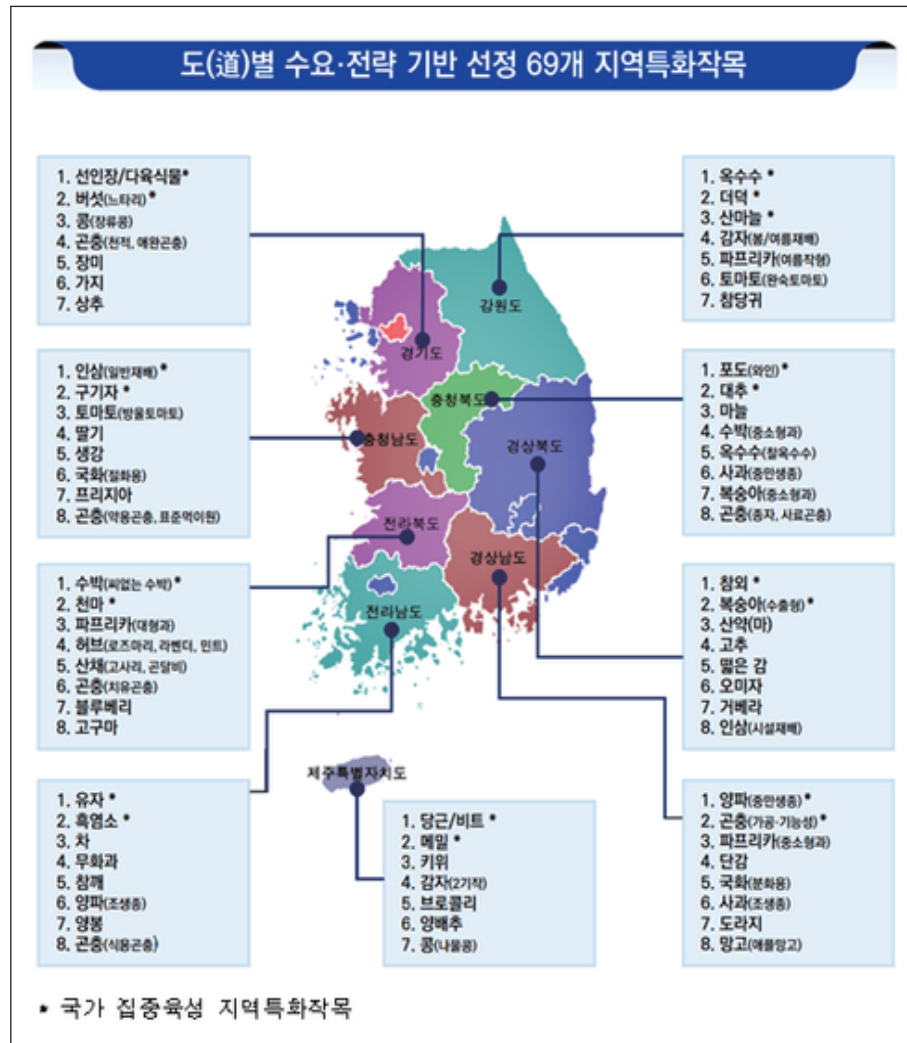 도(道)별 수요·전략 기반 선정 69개 지역특화작목
1. 선인장/다육식물*
2. 버섯(느타리) *
3. 콩(장류콩)
4. 곤충(천적, 애완곤충)
5. 장미
6. 가지
7. 상추
1. 옥수수 *
2. 더덕 *
3. 산마늘 *
4. 감자(봄/여름재배)
5. 파프리카(여름작형)
6. 토마토(완숙토마토)
7. 참당귀
강원도
경기도
1. 인삼(일반재배) *
2. 구기자 *
3. 토마토(방울토마토)
4. 딸기
5. 생강
6. 국화(절화용)
7. 프리지아
8. 곤충(약용곤충, 표준먹이원)
충청북도
충청남도
경상북도
1. 포도(와인) *
2. 대추 *
3. 마늘
4. 수박(중소형과)
5. 옥수수(찰옥수수)
6. 사과(중만생종)
7. 복숭아(중소형과)
8. 곤충(종자, 사료곤충)
전라북도
경상남도
전라남도
1. 수박(씨없는 수박) *
2. 천마 *
3. 파프리카(대형과)
4. 허브(로즈마리, 라벤더, 민트)
5. 산채(고사리, 곤달비)
6. 곤충(치유곤충)
7. 블루베리
8. 고구마
1. 참외 *
2. 복숭아(수출형) *
3. 산약(마)
4. 고추
5. 떫은 감
6. 오미자
7. 거베라
8. 인삼(시설재배)
제주특별자치도
1. 유자 *
2. 흑염소 *
3. 차
4. 무화과
5. 참깨
6. 양파(조생종)
7. 양봉
8. 곤충(식용곤충)
1. 당근/비트 *
2. 메밀 *
3. 키위
4. 감자(2기작)
5. 브로콜리
6. 양배추
7. 콩(나물콩)
1. 양파(중만생종) *
2. 곤충(가공·기능성) *
3. 파프리카(중소형과)
4. 단감
5. 국화(분화용)
6. 사과(조생종)
7. 도라지
8. 망고(애플망고)
* 국가 집중육성 지역특화작목